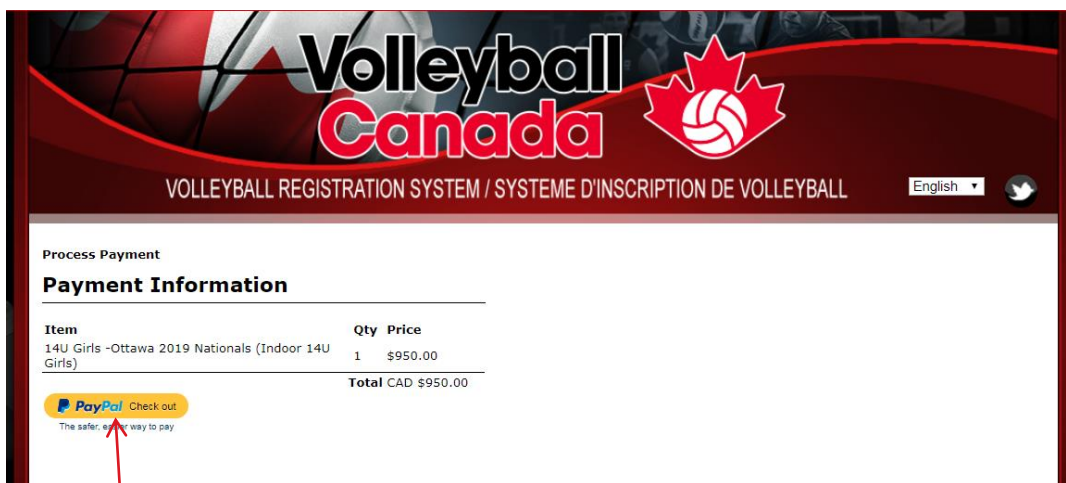 Volleyball
Canada
VOLLEYBALL REGISTRATION SYSTEM / SYSTEME D'INSCRIPTION DE VOLLEYBALL
English
Process Payment
Payment Information
Item Qty Price
14U Girls -Ottawa 2019 Nationals (Indoor 14U
Girls) 1 $950.00
Total CAD $950.00
PayPal Check out
The safer, easier way to pay